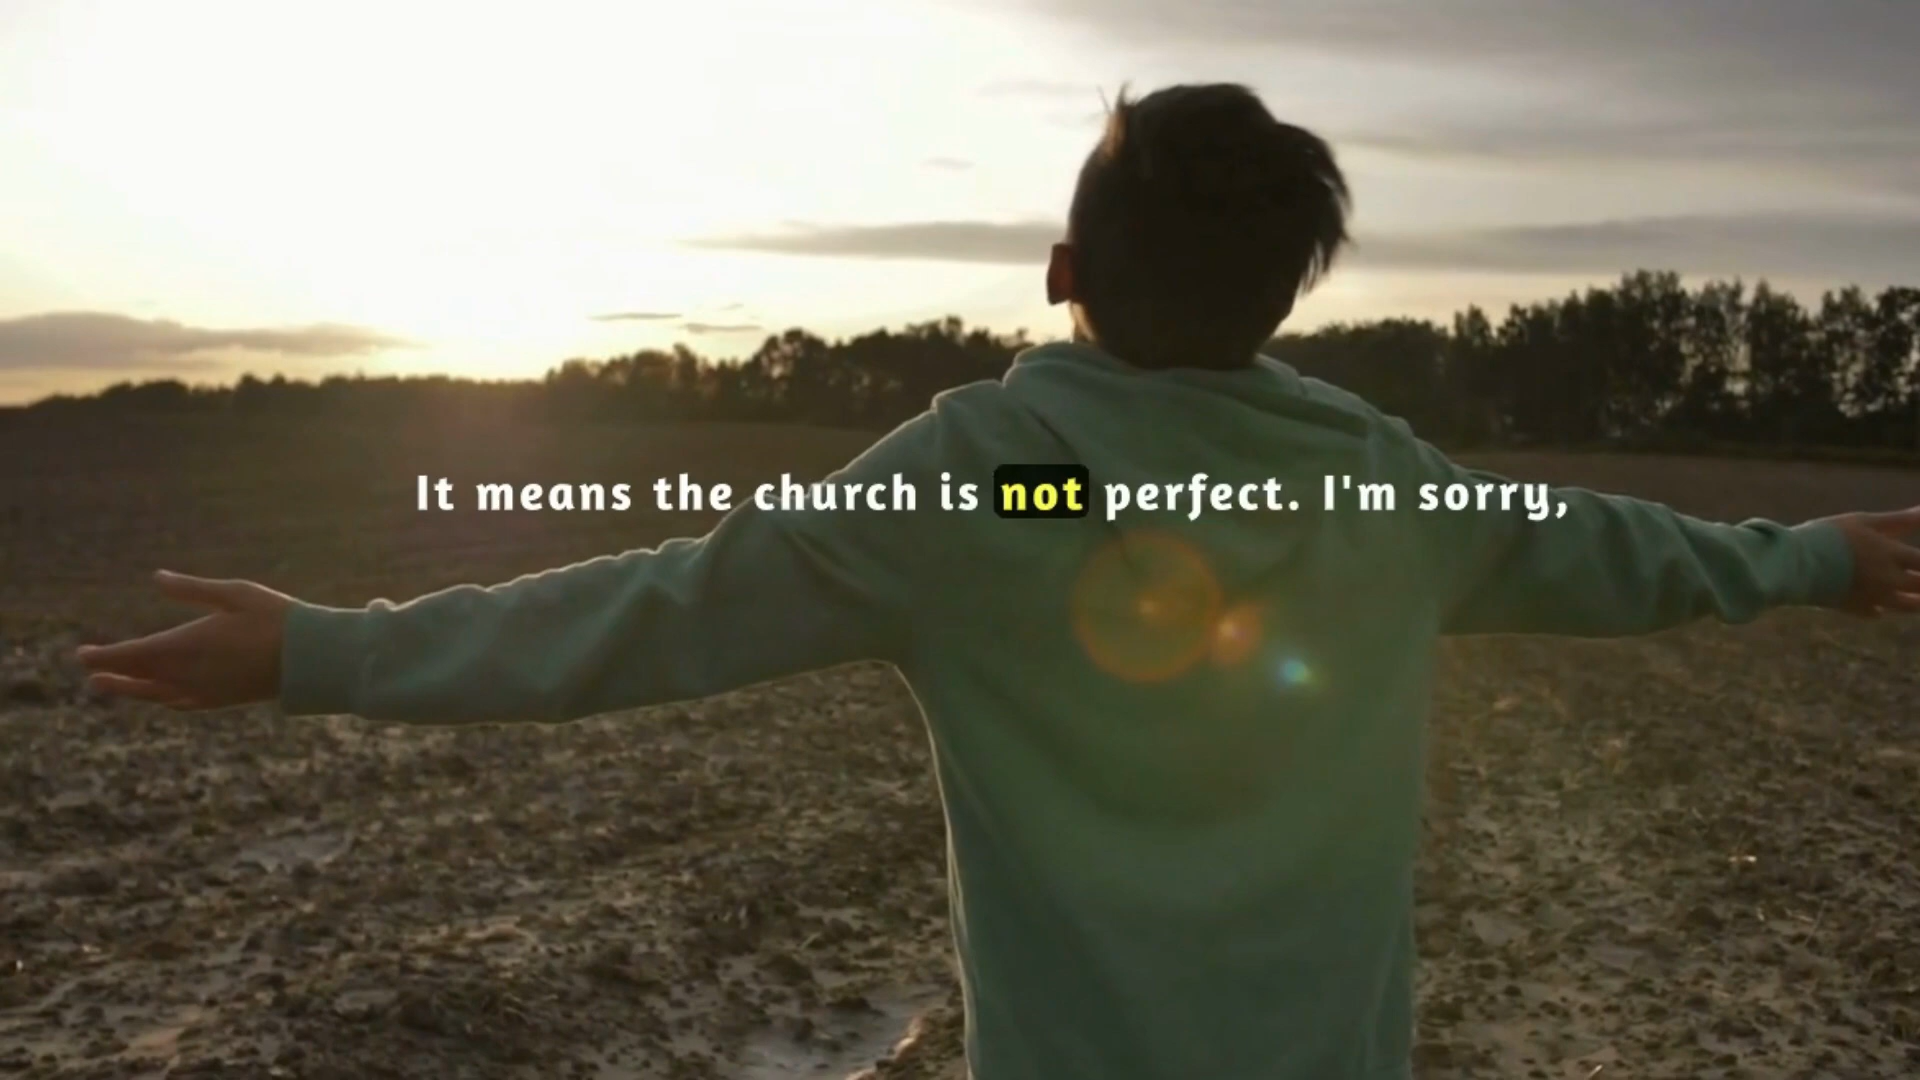 It means the church is not perfect. I'm sorry,